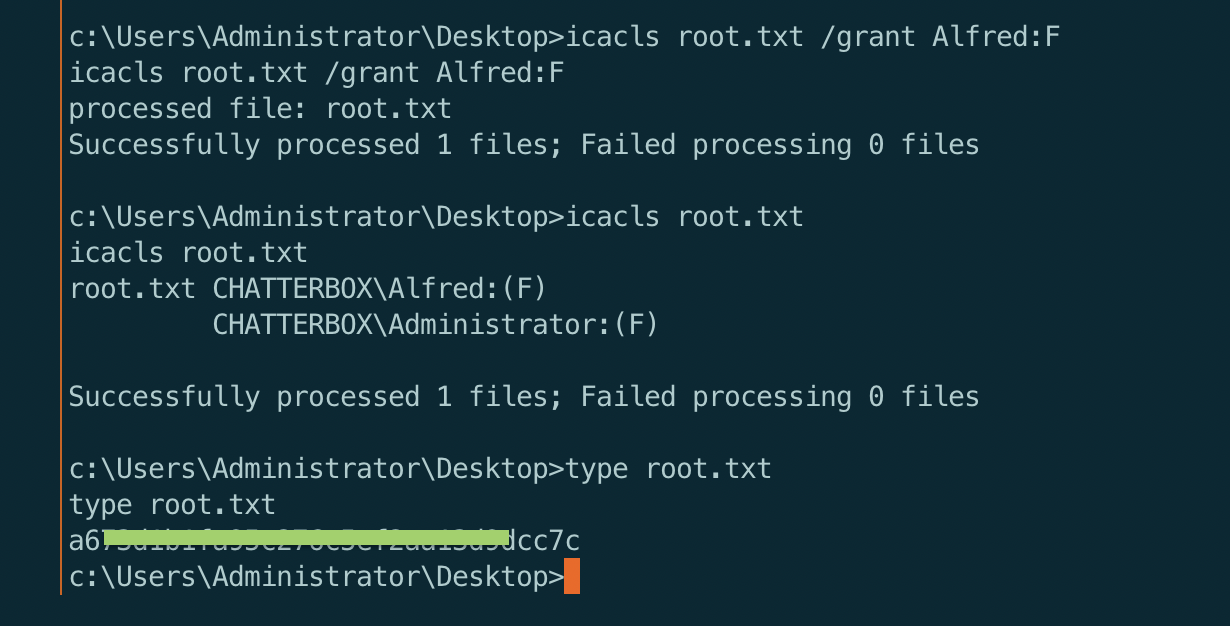 c:\Users\Administrator\Desktop>icacls root.txt /grant Alfred:F
icacls root.txt /grant Alfred:F
processed file: root.txt
Successfully processed 1 files; Failed processing 0 files
c:\Users\Administrator\Desktop>icacls root.txt
icacls root.txt
root.txt CHATTERBOX\Alfred:(F)
CHATTERBOX\Administrator:(F)
Successfully processed 1 files; Failed processing 0 files
c:\Users\Administrator\Desktop>type root.txt
type root.txt
c:\Users\Administrator\Desktop>